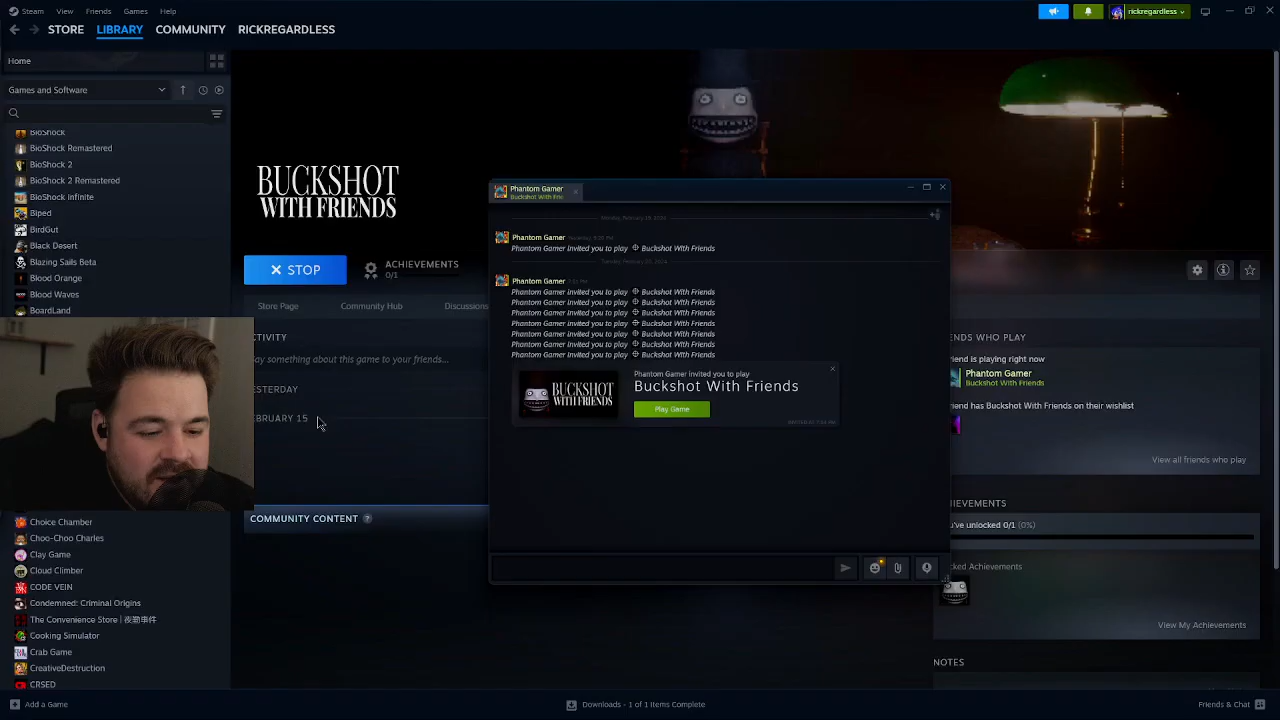 Steam View Friends Games Help
rickregardless
STORE LIBRARY COMMUNITY RICKREGARDLESS
Home
Games and Software
BioShock
BioShock Remastered
BioShock 2
BioShock 2 Remastered
BioShock Infinite
Biped
BirdGut
Black Desert
Blazing Sails Beta
Blood Orange
Blood Waves
BoardLand
Choice Chamber
Choo-Choo Charles
Clay Game
Cloud Climber
CODE VEIN
Condemned: Criminal Origins
The Convenience Store | 夜勤事件
Cooking Simulator
Crab Game
CreativeDestruction
CRSED
BUCKSHOT
WITH FRIENDS
STOP
ACHIEVEMENTS
0/1
Store Page Community Hub Discussions
CTIVITY
ay something about this game to your friends...
ESTERDAY
EBRUARY 15
COMMUNITY CONTENT ?
Phantom Gamer
Buckshot With Frie
Phantom Gamer Yesterday
Phantom Gamer invited you to play Buckshot With Friends
Phantom Gamer
Phantom Gamer invited you to play Buckshot With Friends
Phantom Gamer invited you to play Buckshot With Friends
Phantom Gamer invited you to play Buckshot With Friends
Phantom Gamer invited you to play Buckshot With Friends
Phantom Gamer invited you to play Buckshot With Friends
Phantom Gamer invited you to play Buckshot With Friends
Phantom Gamer invited you to play Buckshot With Friends
BUCKSHOT
WITH FRIENDS
Phantom Gamer invited you to play
Buckshot With Friends
Play Game
IENDS WHO PLAY
riend is playing right now
Phantom Gamer
Buckshot With Friends
end has Buckshot With Friends on their wishlist
View all friends who play
HIEVEMENTS
u've unlocked 0/1 (0%)
cked Achievements
View My Achievements
NOTES
Add a Game
Downloads - 1 of 1 Items Complete
Friends & Chat